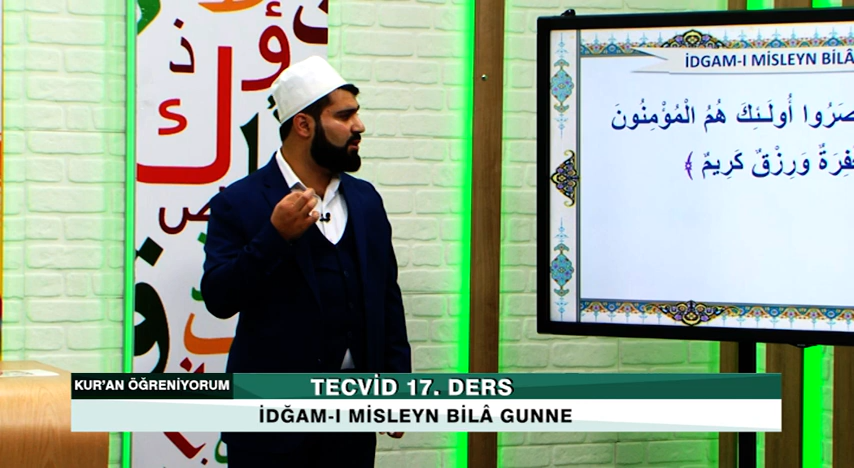 İDGAM-I MİSLEYN BİLÂ
صَرُوا أُولَـٰئِكَ هُمُ الْمُؤْمِنُونَ
فِرَةٌ وَرِزْقٌ كَرِيمٌ ﴾
KUR'AN ÖĞRENİYORUM
TECVİD 17. DERS
İDĞAM-I MİSLEYN BİLÂ GUNNE